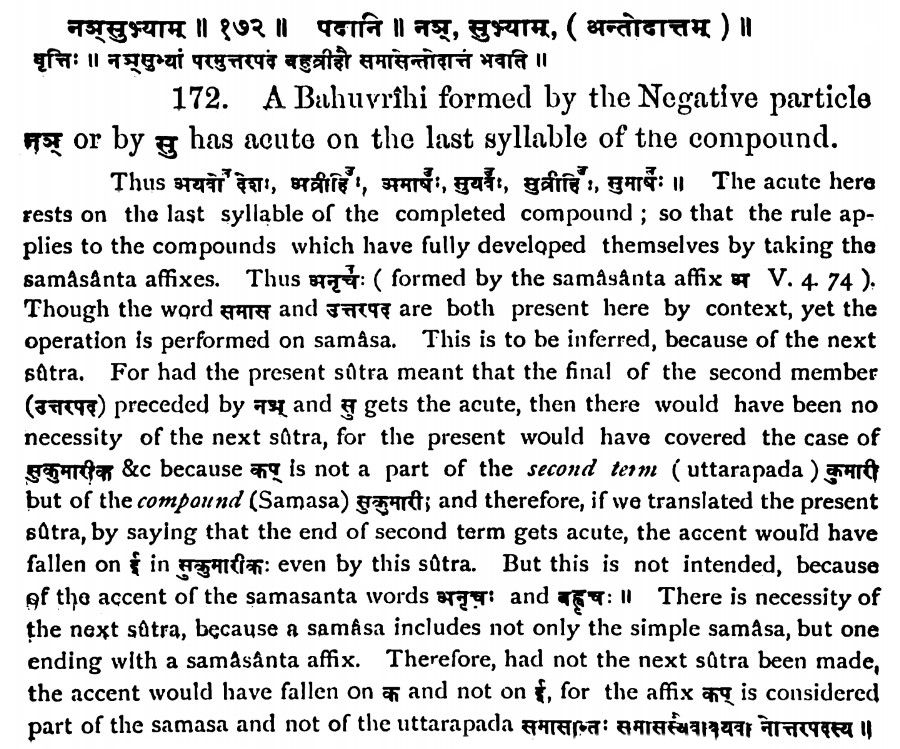 नञ्सुभ्याम् ॥ १७२ ॥ पदानि ॥ नञ्, सुभ्याम्, ( अन्तोदात्तम् ) ॥
वृत्तिः ॥ नञ्सुभ्यां परमुत्तरपदं बहुव्रीहौ समासेन्तोदात्तं भवति ॥
172. A Bahuvrîhi formed by the Negative particle
नञ् or by सु has acute on the last syllable of the compound.
Thus अयवो॑ देशः, अव्रीहिः॑, अमाषः॑, सुयवः॑, सुव्रीहिः॑, सुमाषः॑ ॥ The acute here
rests on the last syllable of the completed compound ; so that the rule ap-
plies to the compounds which have fully developed themselves by taking the
samâsânta affixes. Thus अनृचः॑ ( formed by the samâsânta affix अ V. 4. 74 ).
Though the word समास and उत्तरपद are both present here by context, yet the
operation is performed on samâsa. This is to be inferred, because of the next
sûtra. For had the present sûtra meant that the final of the second member
(उत्तरपद) preceded by नञ् and सु gets the acute, then there would have been no
necessity of the next sûtra, for the present would have covered the case of
सुकुमारीक &c because कप् is not a part of the second term ( uttarapada ) कुमारी
but of the compound (Samasa) सुकुमारी; and therefore, if we translated the present
sûtra, by saying that the end of second term gets acute, the accent would have
fallen on ई in सुकुमारीकः even by this sûtra. But this is not intended, because
of the accent of the samasanta words अनृचः and बह्वृचः ॥ There is necessity of
the next sûtra, because a samâsa includes not only the simple samâsa, but one
ending with a samâsânta affix. Therefore, had not the next sûtra been made,
the accent would have fallen on क and not on ई, for the affix कप् is considered
part of the samasa and not of the uttarapada समासान्तः समासस्यैवावयवो नोत्तरपदस्य ॥